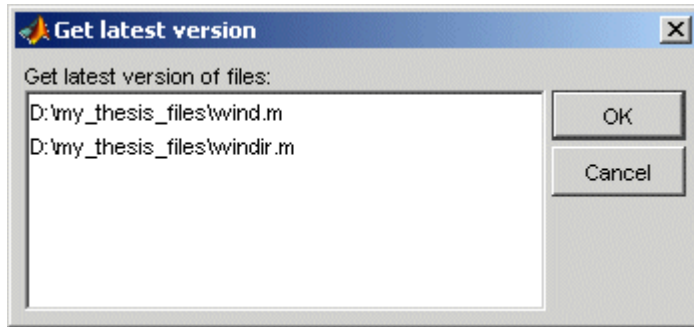 Get latest version
Get latest version of files:
D:\my_thesis_files\wind.m
OK
D:\my_thesis_files\windir.m
Cancel